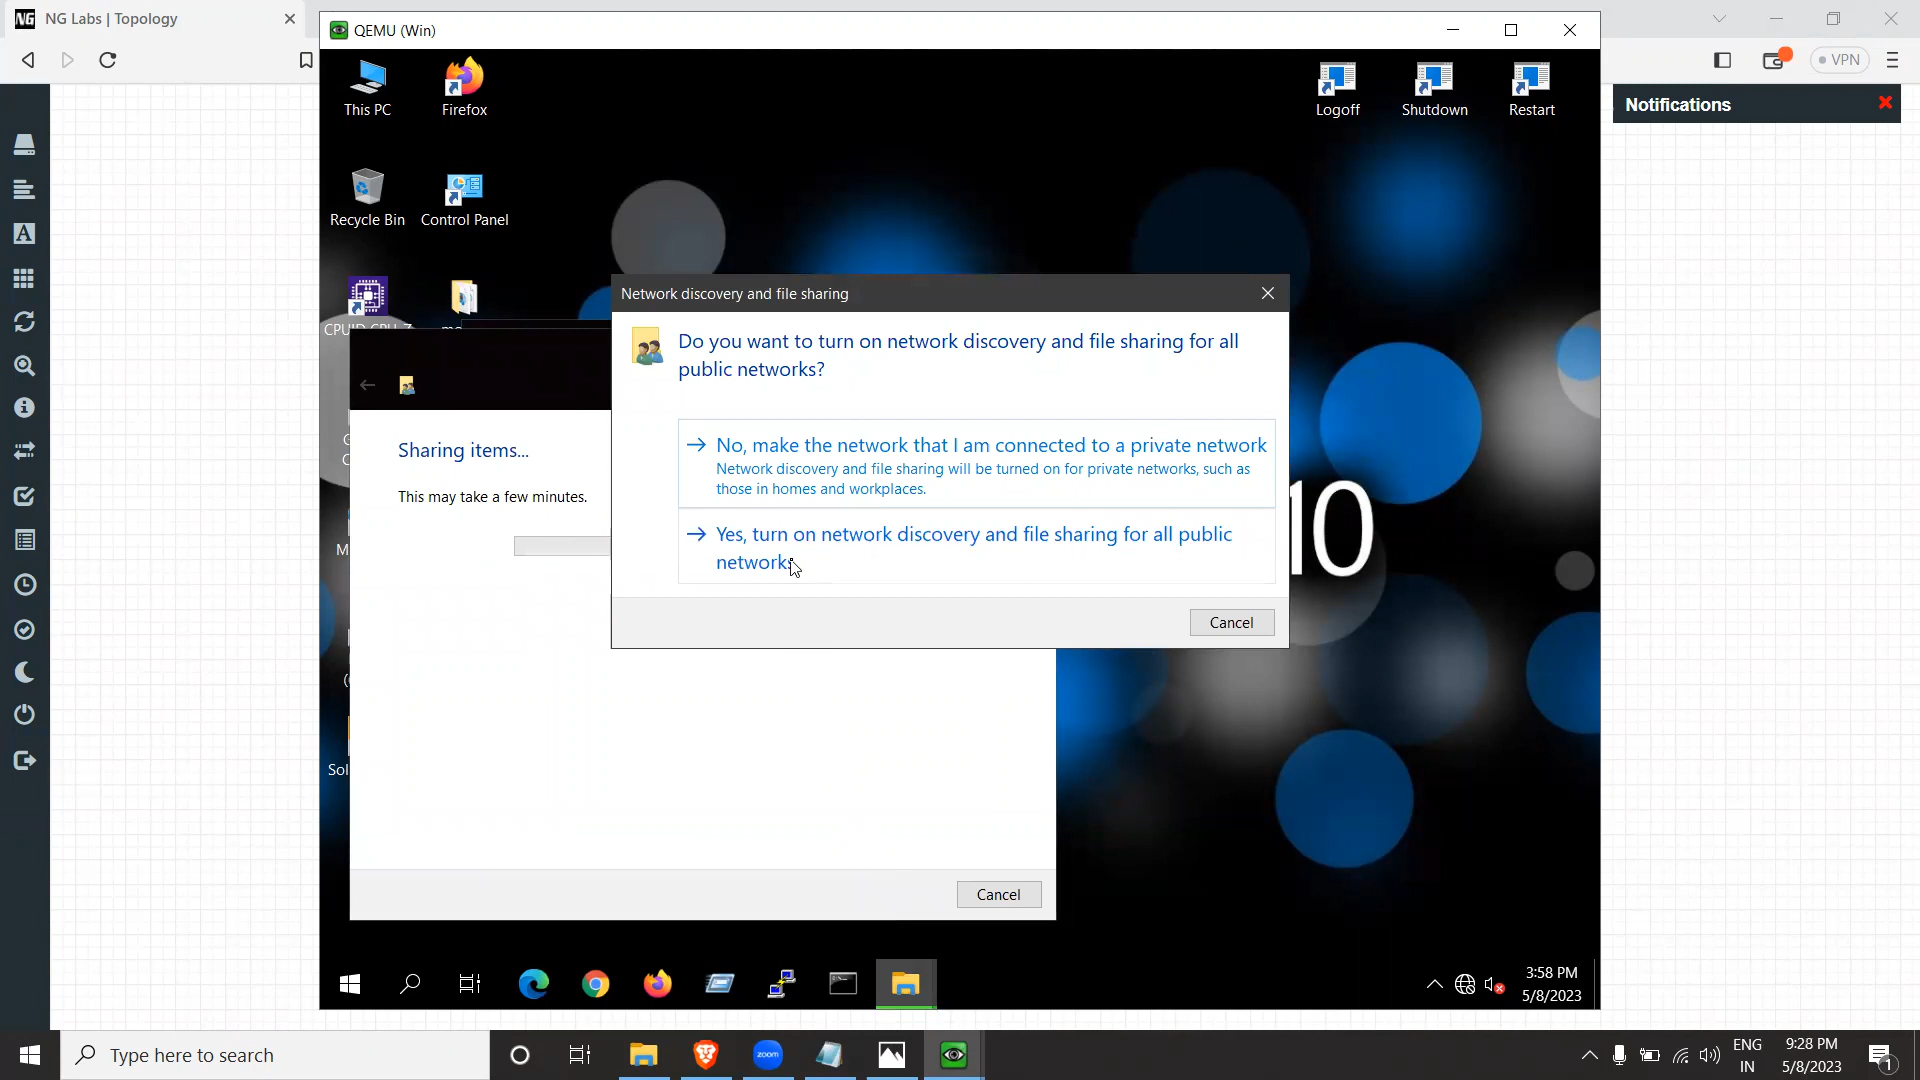 NG Labs | Topology
QEMU (Win)
VPN
This PC
Firefox
Logoff
Shutdown
Restart
Notifications
Recycle Bin
Control Panel
Network discovery and file sharing
Do you want to turn on network discovery and file sharing for all
public networks?
No, make the network that I am connected to a private network
Network discovery and file sharing will be turned on for private networks, such as
those in homes and workplaces.
Yes, turn on network discovery and file sharing for all public
networks
Cancel
Sharing items...
This may take a few minutes.
10
Sol
Cancel
3:58 PM
5/8/2023
Type here to search
zoom
ENG
IN
9:28 PM
5/8/2023
1